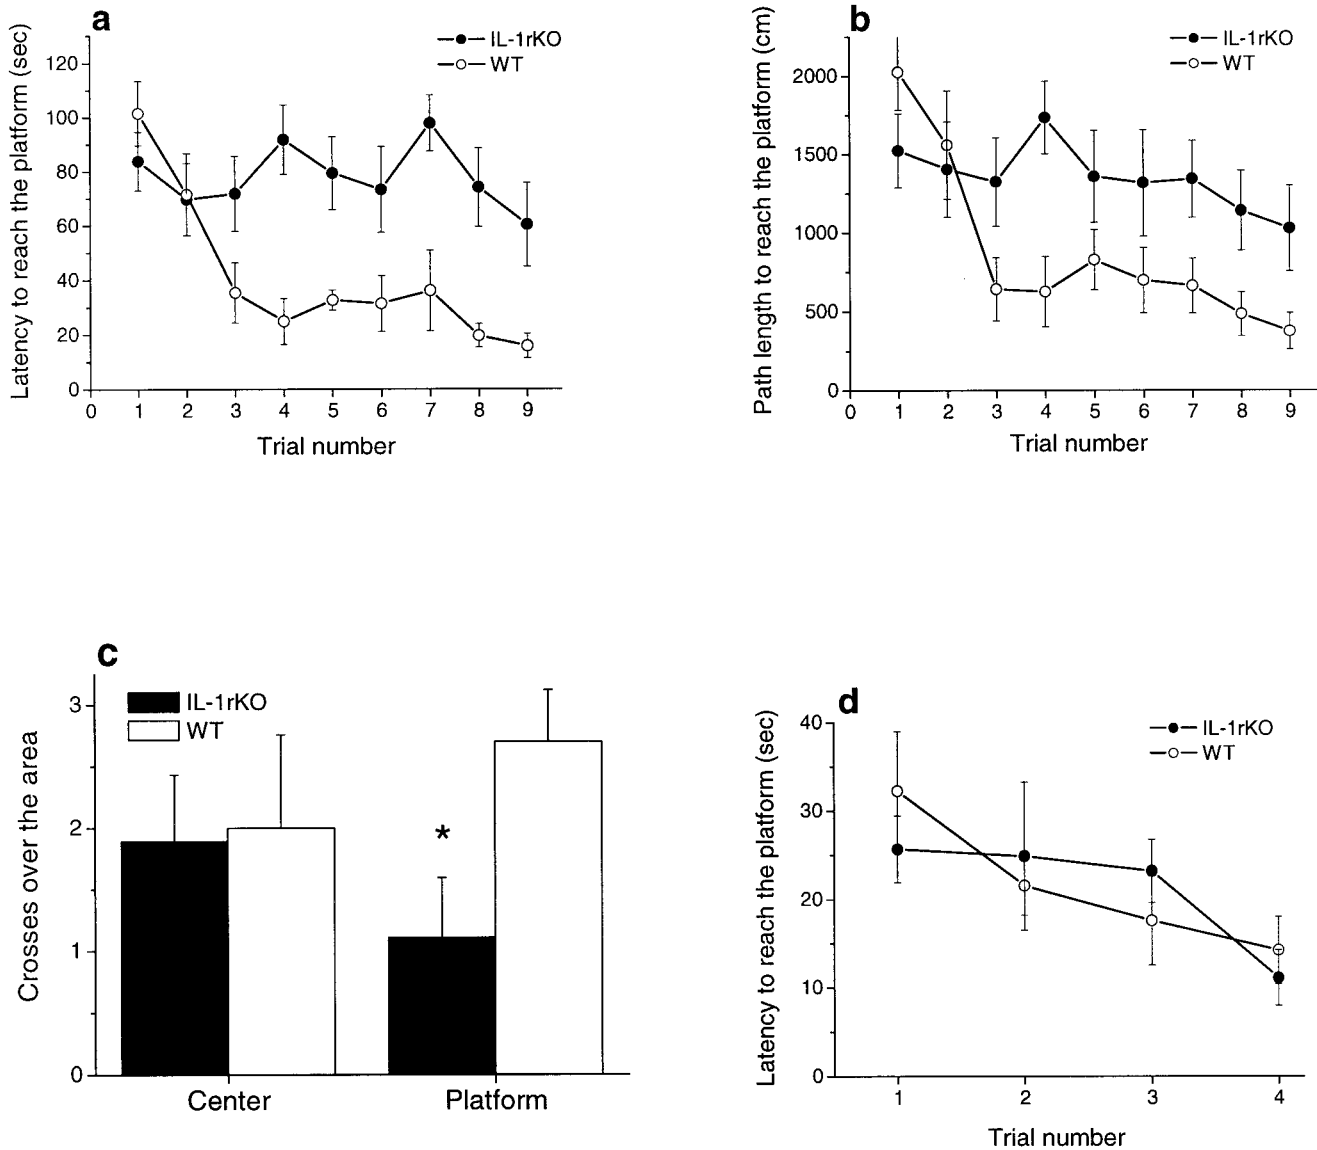 a
IL-1rKO
WT
Latency to reach the platform (sec)
120
100
80
60
40
20
0
0 1 2 3 4 5 6 7 8 9
Trial number
b
IL-1rKO
WT
Path length to reach the platform (cm)
2000
1500
1000
500
0
0 1 2 3 4 5 6 7 8 9
Trial number
c
IL-1rKO
WT
Crosses over the area
3
2
1
0
*
Center Platform
d
IL-1rKO
WT
Latency to reach the platform (sec)
40
30
20
10
0
1 2 3 4
Trial number